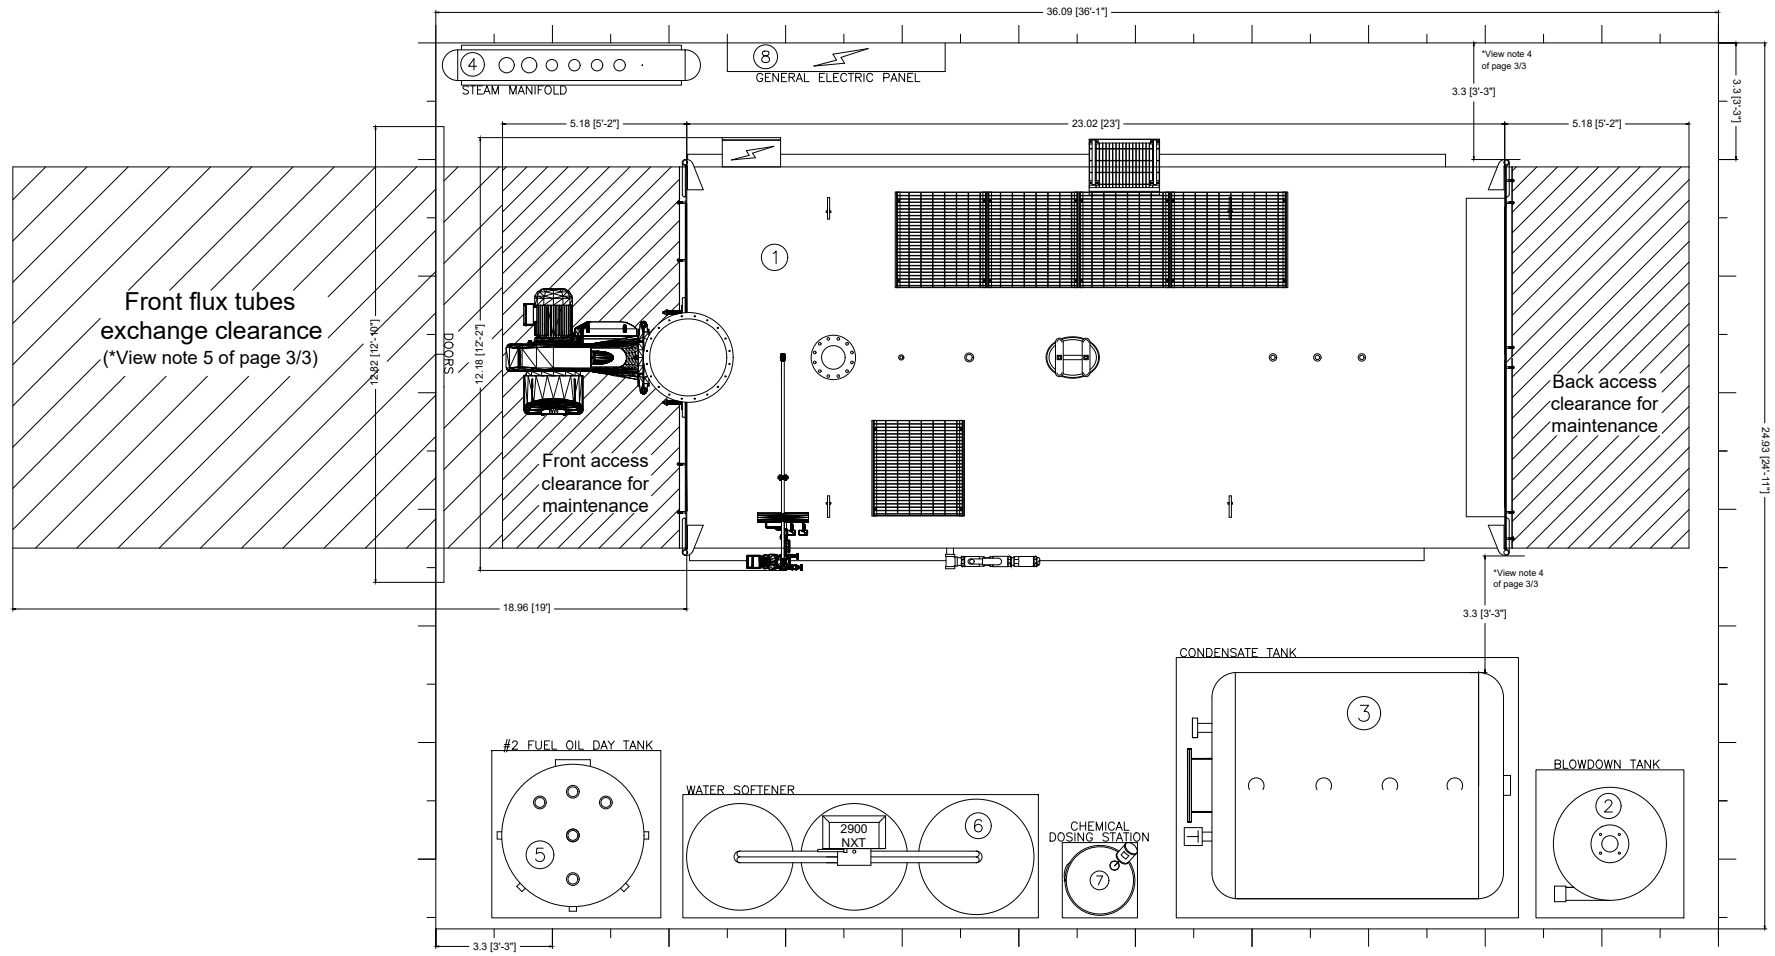 36.09 [36'-1"]
4
STEAM MANIFOLD
8
GENERAL ELECTRIC PANEL
*View note 4
of page 3/3
3.3 [3'-3"]
3.3 [3'-3"]
5.18 [5'-2"]
23.02 [23']
5.18 [5'-2"]
1
Front flux tubes
exchange clearance
(*View note 5 of page 3/3)
12.82 [12'-10"]
DOORS
12.18 [12'-2"]
Front access
clearance for
maintenance
Back access
clearance for
maintenance
24.93 [24'-11"]
18.96 [19']
*View note 4
of page 3/3
3.3 [3'-3"]
CONDENSATE TANK
3
#2 FUEL OIL DAY TANK
5
WATER SOFTENER
2900
NXT
6
CHEMICAL
DOSING STATION
7
BLOWDOWN TANK
2
3.3 [3'-3"]